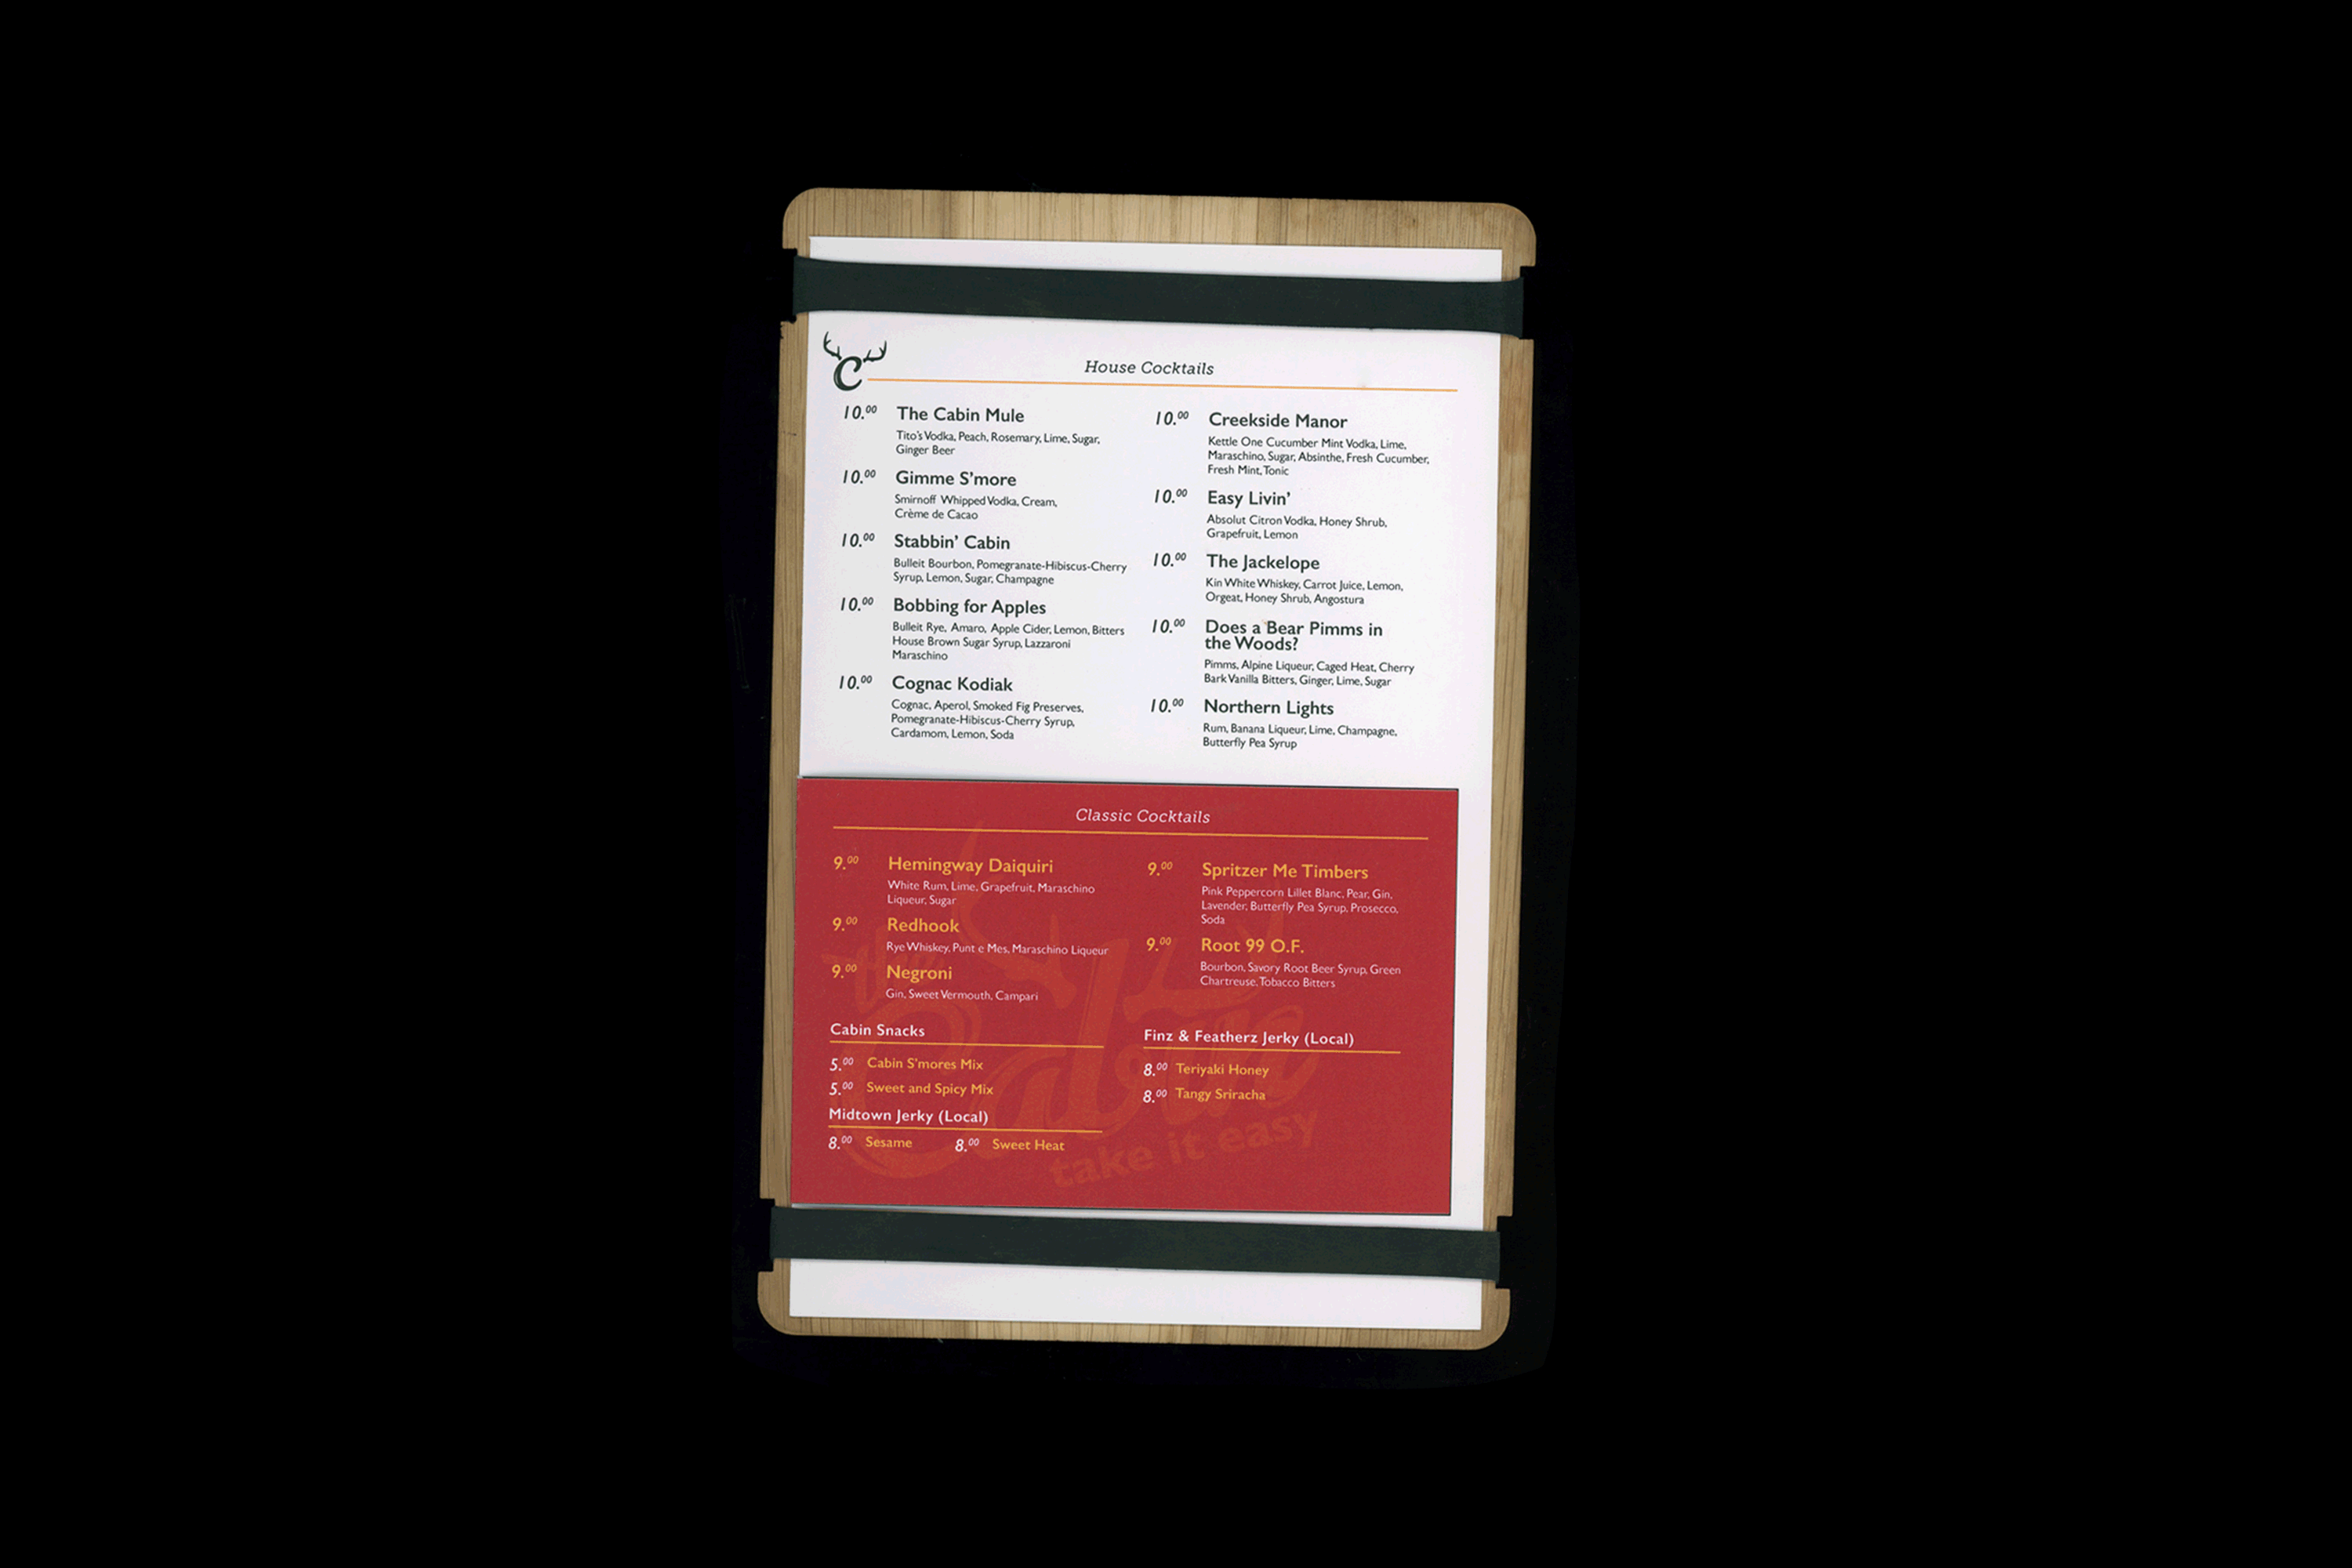 C
House Cocktails
10.00 The Cabin Mule
Tito's Vodka, Peach, Rosemary, Lime, Sugar,
Ginger Beer
10.00 Gimme S'more
Smirnoff Whipped Vodka, Cream,
Crème de Cacao
10.00 Stabbin' Cabin
Bulleit Bourbon, Pomegranate-Hibiscus-Cherry
Syrup, Lemon, Sugar, Champagne
10.00 Bobbing for Apples
Bulleit Rye, Amaro, Apple Cider, Lemon, Bitters
House Brown Sugar Syrup, Lazzaroni
Maraschino
10.00 Cognac Kodiak
Cognac, Aperol, Smoked Fig Preserves,
Pomegranate-Hibiscus-Cherry Syrup,
Cardamom, Lemon, Soda
10.00 Creekside Manor
Kettle One Cucumber Mint Vodka, Lime,
Maraschino, Sugar, Absinthe, Fresh Cucumber,
Fresh Mint, Tonic
10.00 Easy Livin'
Absolut Citron Vodka, Honey Shrub,
Grapefruit, Lemon
10.00 The Jackelope
Kin White Whiskey, Carrot Juice, Lemon,
Orgeat, Honey Shrub, Angostura
10.00 Does a Bear Pimms in
the Woods?
Pimms, Alpine Liqueur, Caged Heat, Cherry
Bark Vanilla Bitters, Ginger, Lime, Sugar
10.00 Northern Lights
Rum, Banana Liqueur, Lime, Champagne,
Butterfly Pea Syrup
Classic Cocktails
9.00 Hemingway Daiquiri
White Rum, Lime, Grapefruit, Maraschino
Liqueur, Sugar
9.00 Redhook
Rye Whiskey, Punt e Mes, Maraschino Liqueur
9.00 Negroni
Gin, Sweet Vermouth, Campari
9.00 Spritzer Me Timbers
Pink Peppercorn Lillet Blanc, Pear, Gin,
Lavender, Butterfly Pea Syrup, Prosecco,
Soda
9.00 Root 99 O.F.
Bourbon, Savory Root Beer Syrup, Green
Chartreuse, Tobacco Bitters
Cabin Snacks
5.00 Cabin S'mores Mix
5.00 Sweet and Spicy Mix
Midtown Jerky (Local)
8.00 Sesame 8.00 Sweet Heat
Finz & Featherz Jerky (Local)
8.00 Teriyaki Honey
8.00 Tangy Sriracha
the
Cabin
take it easy